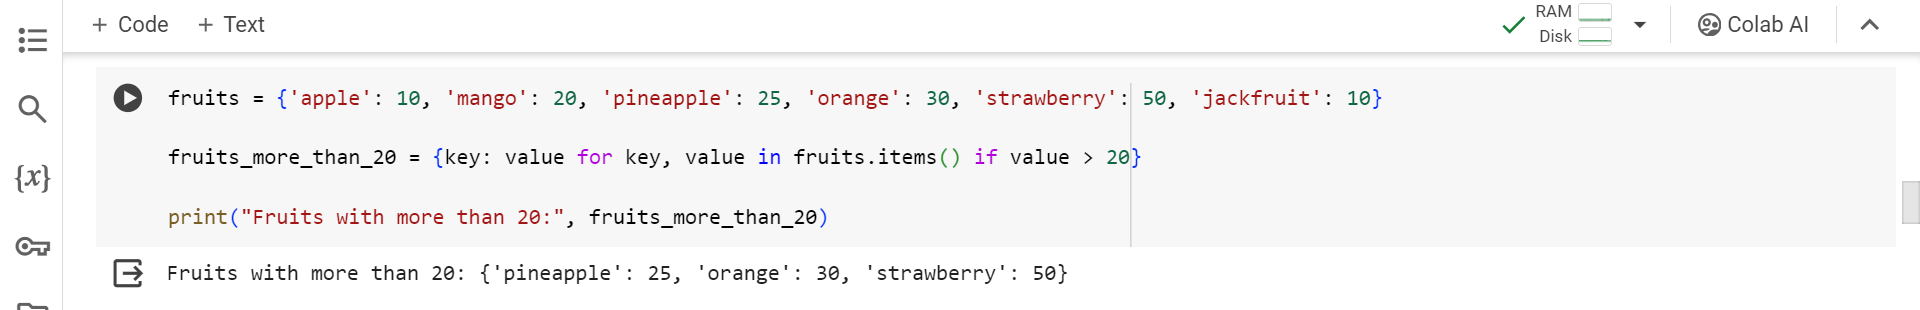 + Code + Text
RAM
Disk
Colab AI
{x}
fruits = {'apple': 10, 'mango': 20, 'pineapple': 25, 'orange': 30, 'strawberry': 50, 'jackfruit': 10}
fruits_more_than_20 = {key: value for key, value in fruits.items() if value > 20}
print("Fruits with more than 20:", fruits_more_than_20)
Fruits with more than 20: {'pineapple': 25, 'orange': 30, 'strawberry': 50}